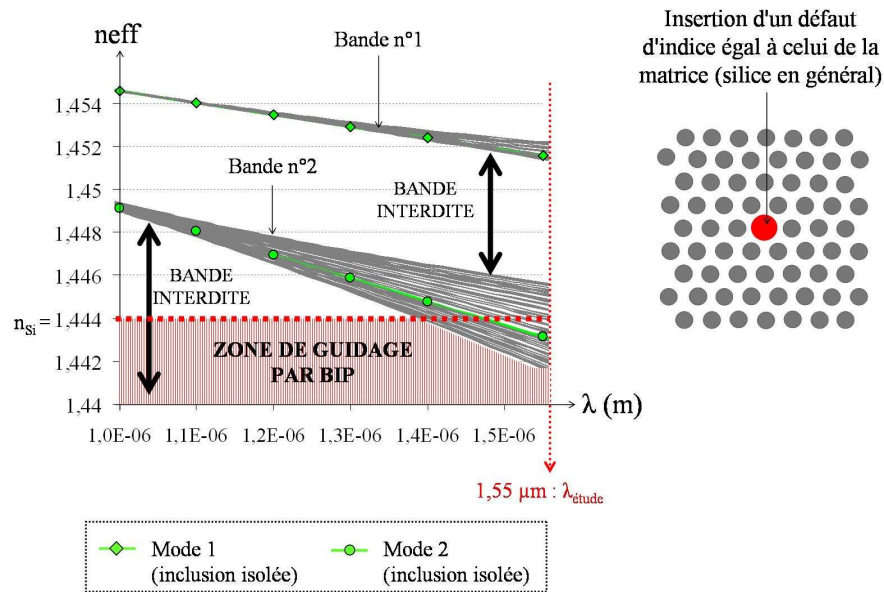 neff
Bande n°1
1,454
1,452
Bande n°2
1,45
BANDE
INTERDITE
1,448
BANDE
INTERDITE
1,446
nSi = 1,444
ZONE DE GUIDAGE
PAR BIP
1,442
1,44
λ (m)
1,0E-06 1,1E-06 1,2E-06 1,3E-06 1,4E-06 1,5E-06
1,55 µm : λétude
Mode 1
(inclusion isolée)
Mode 2
(inclusion isolée)
Insertion d'un défaut
d'indice égal à celui de la
matrice (silice en général)